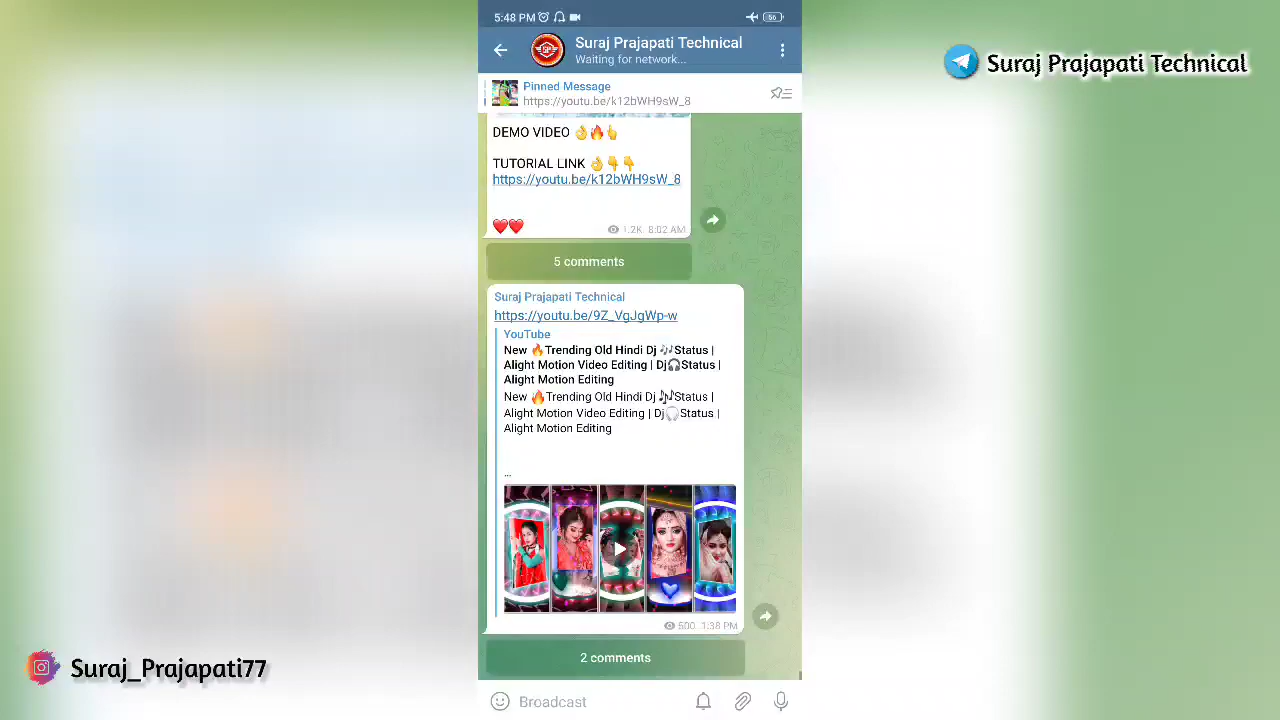 5:48 PM
56
Suraj Prajapati Technical
Waiting for network...
Pinned Message
https://youtu.be/k12bWH9sW_8
DEMO VIDEO 👌🔥👆
TUTORIAL LINK 👌👇👇
https://youtu.be/k12bWH9sW_8
❤️❤️
1.2K 8:02 AM
5 comments
Suraj Prajapati Technical
https://youtu.be/9Z_VgJgWp-w
YouTube
New 🔥Trending Old Hindi Dj 🎶Status |
Alight Motion Video Editing | Dj🎧Status |
Alight Motion Editing
New 🔥Trending Old Hindi Dj 🎶Status |
Alight Motion Video Editing | Dj🎧Status |
Alight Motion Editing
...
500 1:38 PM
2 comments
Broadcast
Suraj Prajapati Technical
Suraj_Prajapati77